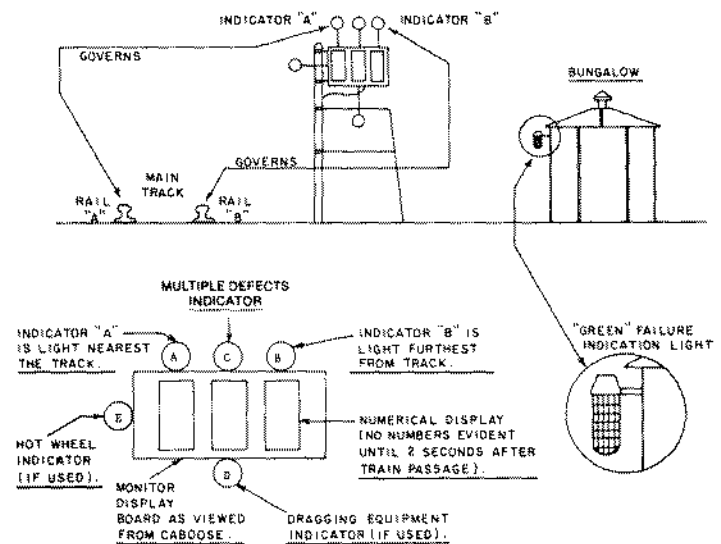 INDICATOR "A"
INDICATOR "B"
GOVERNS
BUNGALOW
MAIN
TRACK
GOVERNS
RAIL
"A"
RAIL
"B"
MULTIPLE DEFECTS
INDICATOR
INDICATOR "A"
IS LIGHT NEAREST
THE TRACK.
A
C
B
INDICATOR "B" IS
LIGHT FURTHEST
FROM TRACK.
"GREEN" FAILURE
INDICATION LIGHT
E
HOT WHEEL
INDICATOR
(IF USED).
NUMERICAL DISPLAY
(NO NUMBERS EVIDENT
UNTIL 2 SECONDS AFTER
TRAIN PASSAGE).
D
MONITOR
DISPLAY
BOARD AS VIEWED
FROM CABOOSE.
DRAGGING EQUIPMENT
INDICATOR (IF USED).